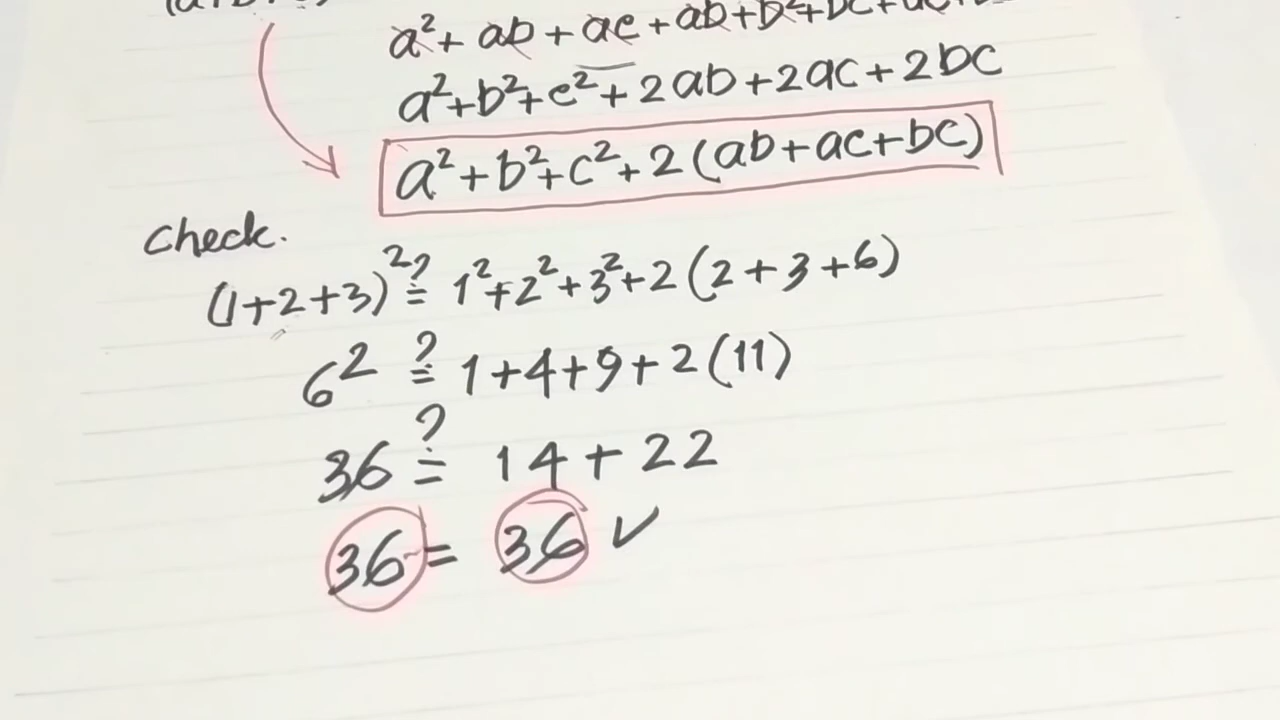 a² + ab + ac + ab + b² + bc +
a² + b² + c² + 2ab + 2ac + 2bc
a² + b² + c² + 2(ab + ac + bc)
Check.
(1+2+3)² ≟ 1² + 2² + 3² + 2(2+3+6)
6² ≟ 1+4+9+2(11)
36 ≟ 14 + 22
36 = 36 ✓